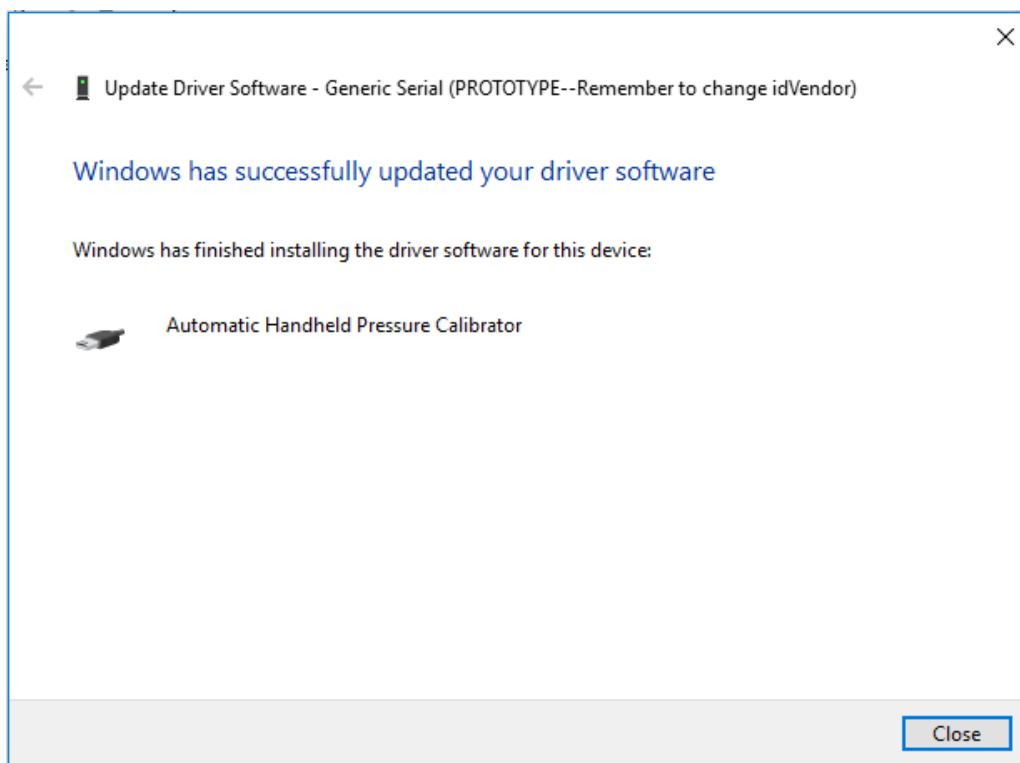 Update Driver Software - Generic Serial (PROTOTYPE--Remember to change idVendor)
Windows has successfully updated your driver software
Windows has finished installing the driver software for this device:
Automatic Handheld Pressure Calibrator
Close